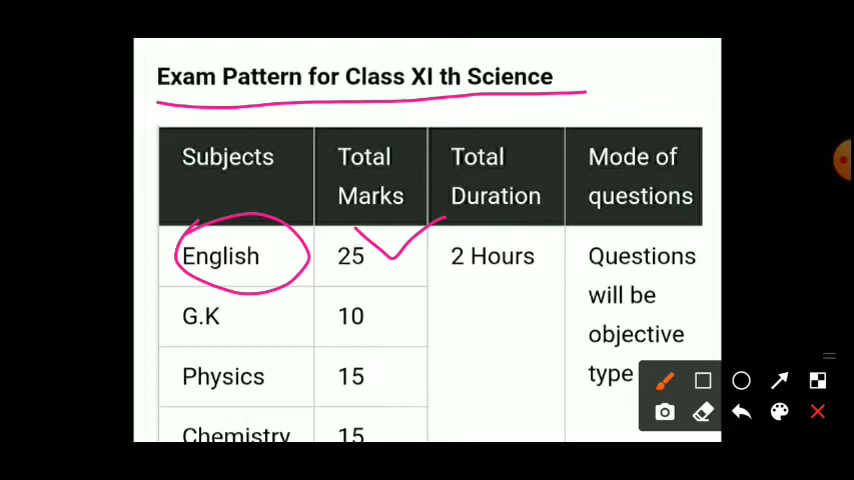 Exam Pattern for Class XI th Science
Subjects
Total
Marks
Total
Duration
Mode of
questions
English
25
2 Hours
Questions
will be
objective
type
G.K
10
Physics
15
Chemistry
15